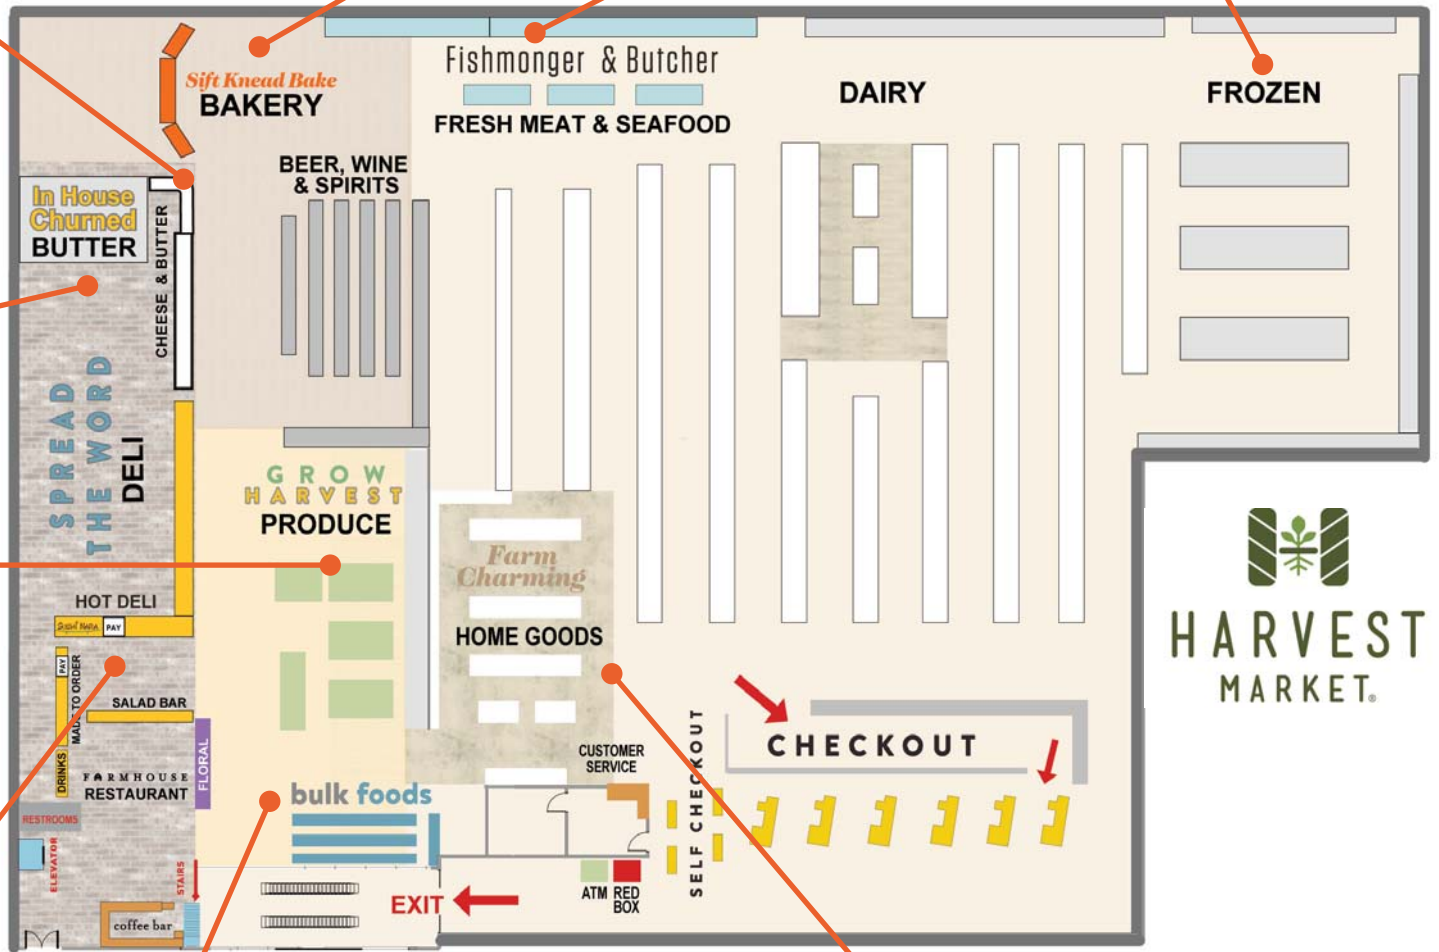 Sift Knead Bake
BAKERY
Fishmonger & Butcher
FRESH MEAT & SEAFOOD
DAIRY
FROZEN
BEER, WINE
& SPIRITS
In House
Churned
BUTTER
CHEESE & BUTTER
SPREAD
THE WORD
DELI
GROW
HARVEST
PRODUCE
Farm
Charming
HOME GOODS
HARVEST
MARKET®
HOT DELI
SUSHI NARA
PAY
PAY
MADE TO ORDER
SALAD BAR
DRINKS
FARMHOUSE
RESTAURANT
FLORAL
RESTROOMS
ELEVATOR
STAIRS
coffee bar
bulk foods
CUSTOMER
SERVICE
SELF CHECKOUT
CHECKOUT
ATM
RED
BOX
EXIT